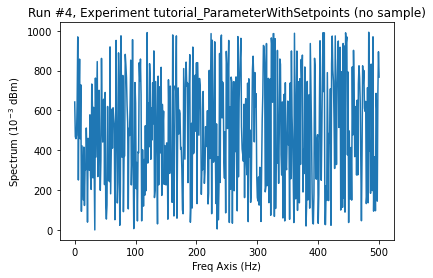 Run #4, Experiment tutorial_ParameterWithSetpoints (no sample)
Spectrum (10⁻³ dBm)
1000
800
600
400
200
0
0 100 200 300 400 500
Freq Axis (Hz)